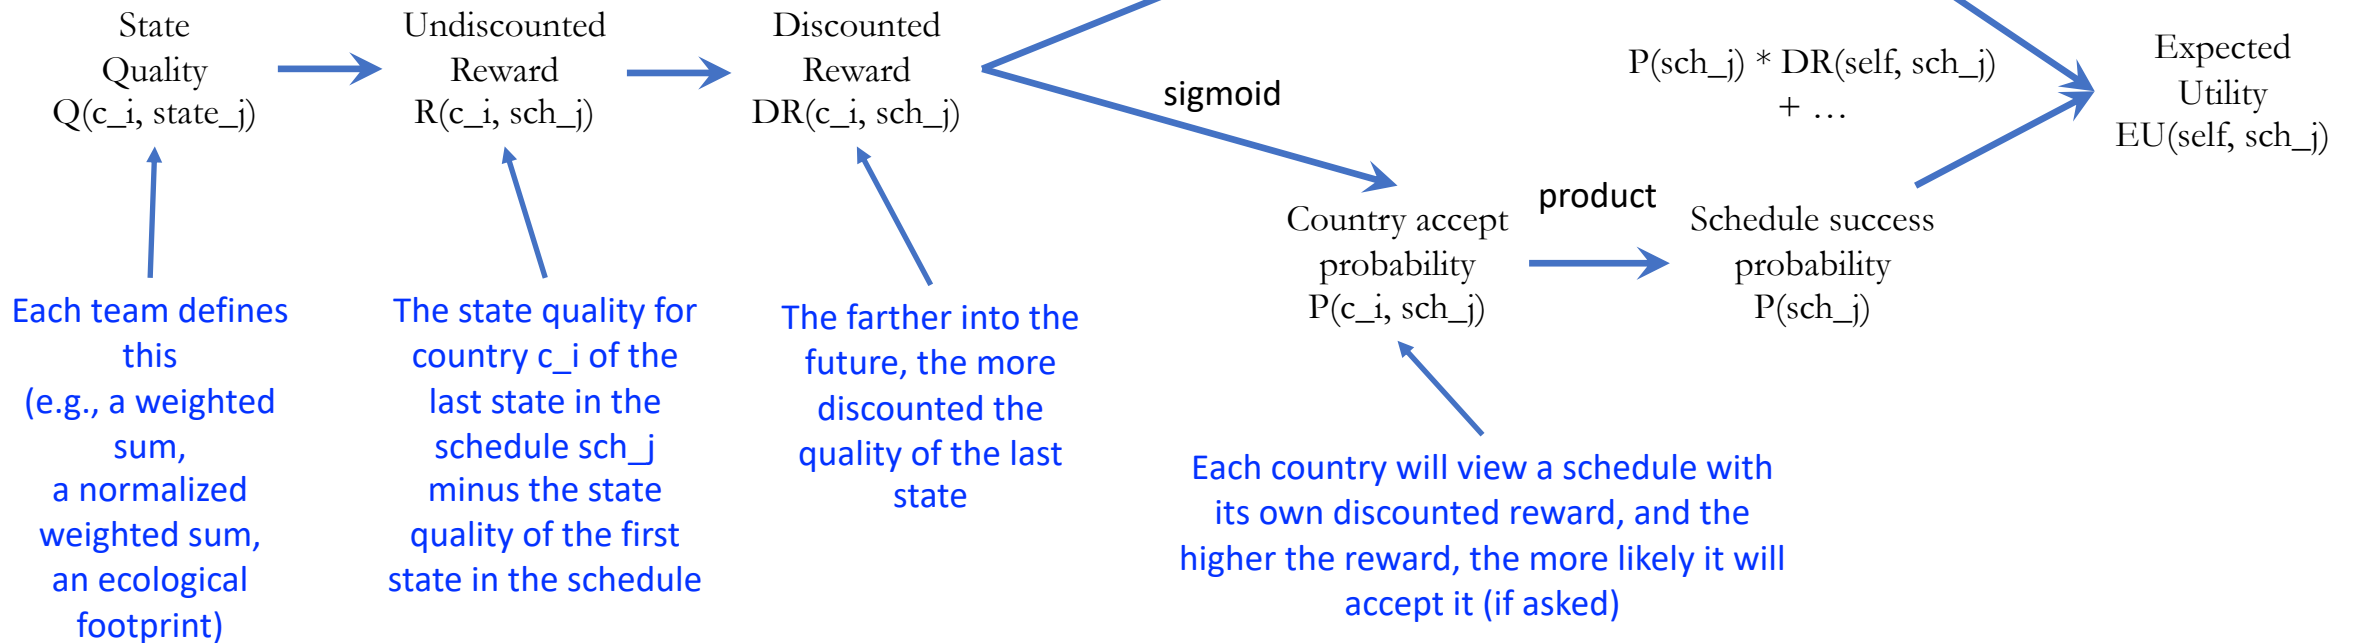 State
Quality
Q(c_i, state_j)
Undiscounted
Reward
R(c_i, sch_j)
Discounted
Reward
DR(c_i, sch_j)
sigmoid
P(sch_j) * DR(self, sch_j)
+ …
Expected
Utility
EU(self, sch_j)
Country accept
probability
P(c_i, sch_j)
product
Schedule success
probability
P(sch_j)
Each team defines
this
(e.g., a weighted
sum,
a normalized
weighted sum,
an ecological
footprint)
The state quality for
country c_i of the
last state in the
schedule sch_j
minus the state
quality of the first
state in the schedule
The farther into the
future, the more
discounted the
quality of the last
state
Each country will view a schedule with
its own discounted reward, and the
higher the reward, the more likely it will
accept it (if asked)